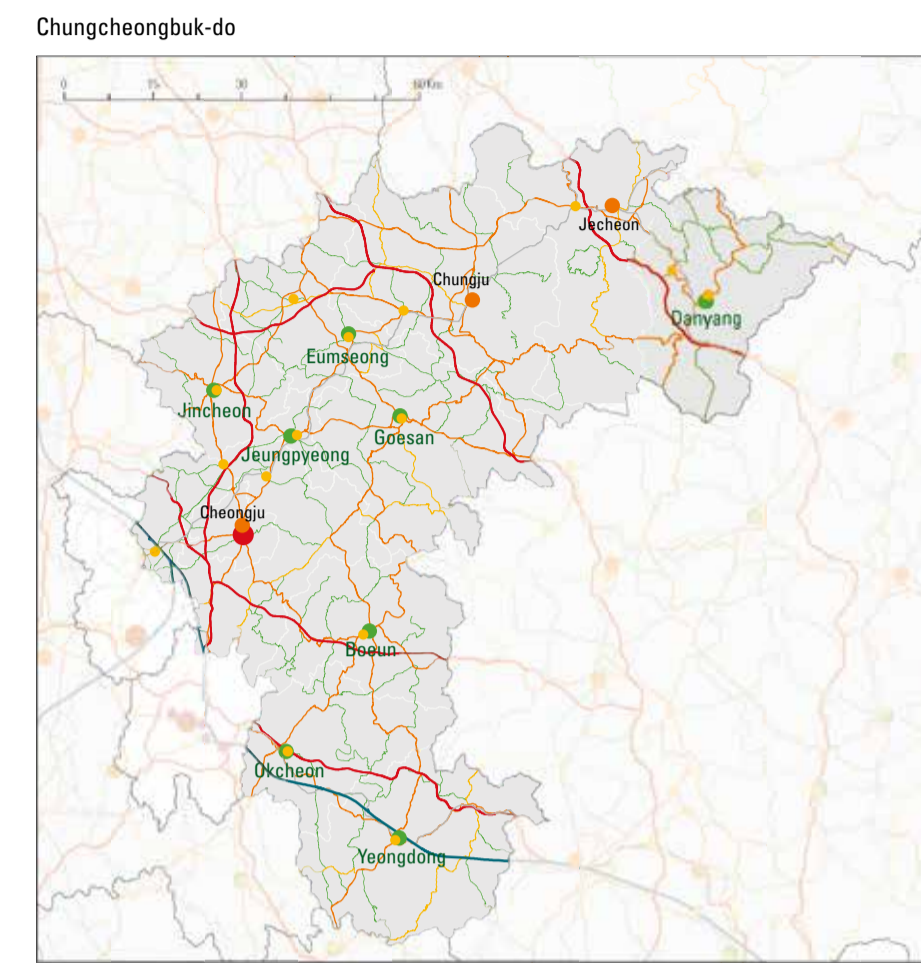 Chungcheongbuk-do
0 15 30 60 Km
Jecheon
Chungju
Danyang
Eumseong
Jincheon
Goesan
Jeungpyeong
Cheongju
Boeun
Okcheon
Yeongdong